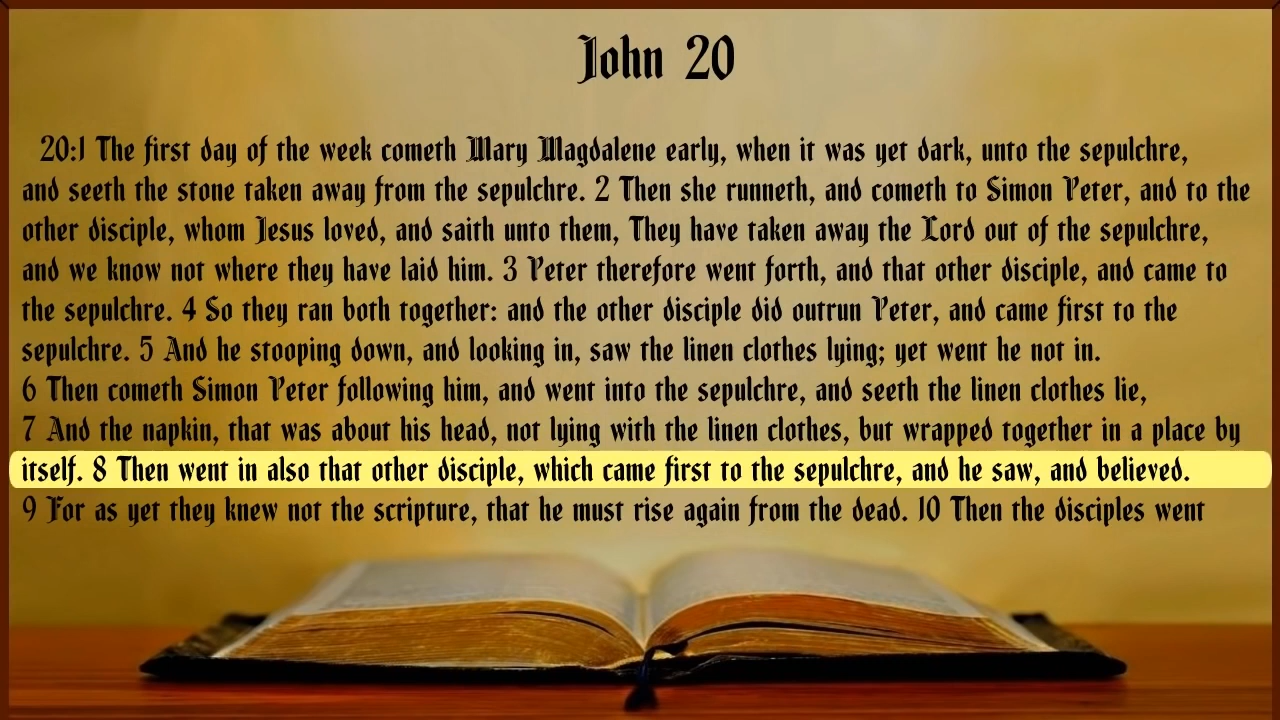 John 20
20:1 The first day of the week cometh Mary Magdalene early, when it was yet dark, unto the sepulchre,
and seeth the stone taken away from the sepulchre. 2 Then she runneth, and cometh to Simon Peter, and to the
other disciple, whom Jesus loved, and saith unto them, They have taken away the Lord out of the sepulchre,
and we know not where they have laid him. 3 Peter therefore went forth, and that other disciple, and came to
the sepulchre. 4 So they ran both together: and the other disciple did outrun Peter, and came first to the
sepulchre. 5 And he stooping down, and looking in, saw the linen clothes lying; yet went he not in.
6 Then cometh Simon Peter following him, and went into the sepulchre, and seeth the linen clothes lie,
7 And the napkin, that was about his head, not lying with the linen clothes, but wrapped together in a place by
itself. 8 Then went in also that other disciple, which came first to the sepulchre, and he saw, and believed.
9 For as yet they knew not the scripture, that he must rise again from the dead. 10 Then the disciples went